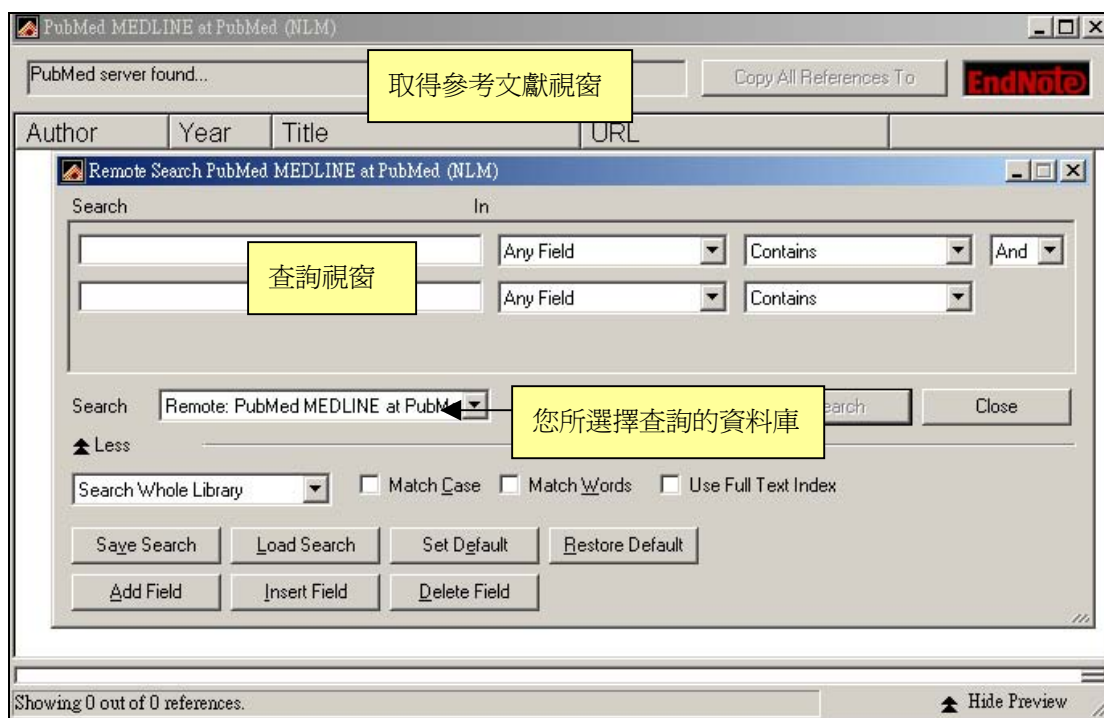 PubMed MEDLINE at PubMed (NLM)
PubMed server found...
取得參考文獻視窗
Copy All References To
EndNote
Author Year Title URL
Remote Search PubMed MEDLINE at PubMed (NLM)
Search In
Any Field Contains And
查詢視窗
Any Field Contains
Search Remote: PubMed MEDLINE at PubM
您所選擇查詢的資料庫
earch Close
Less
Search Whole Library Match Case Match Words Use Full Text Index
Save Search Load Search Set Default Restore Default
Add Field Insert Field Delete Field
Showing 0 out of 0 references. Hide Preview